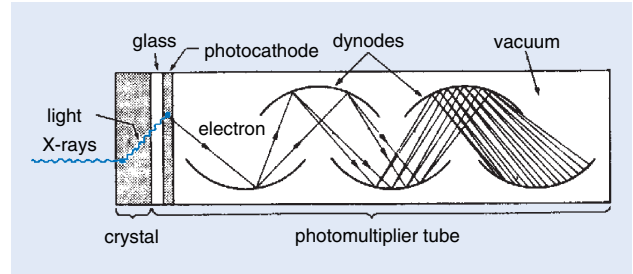 glass
photocathode
dynodes
vacuum
light
X-rays
electron
crystal
photomultiplier tube